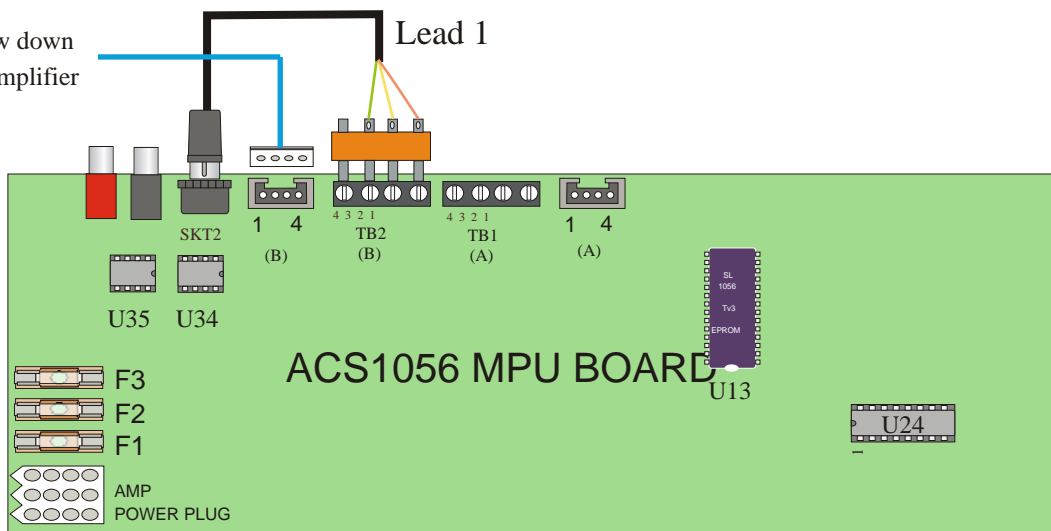 down
Lead 1
mplifier
SKT2
1 4
(B)
4 3 2 1
TB2
(B)
4 3 2 1
TB1
(A)
1 4
(A)
SL
1056
Tv3
EPROM
U13
U35 U34
ACS1056 MPU BOARD
F3
F2
F1
U24
1
AMP
POWER PLUG